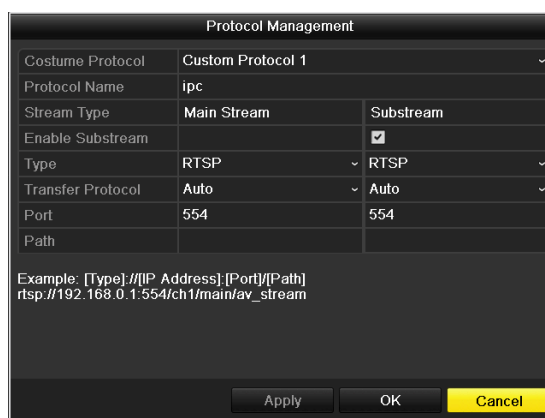 Protocol Management
Costume Protocol Custom Protocol 1
Protocol Name ipc
Stream Type Main Stream Substream
Enable Substream
Type RTSP RTSP
Transfer Protocol Auto Auto
Port 554 554
Path
Example: [Type]://[IP Address]:[Port]/[Path]
rtsp://192.168.0.1:554/ch1/main/av_stream
Apply OK Cancel